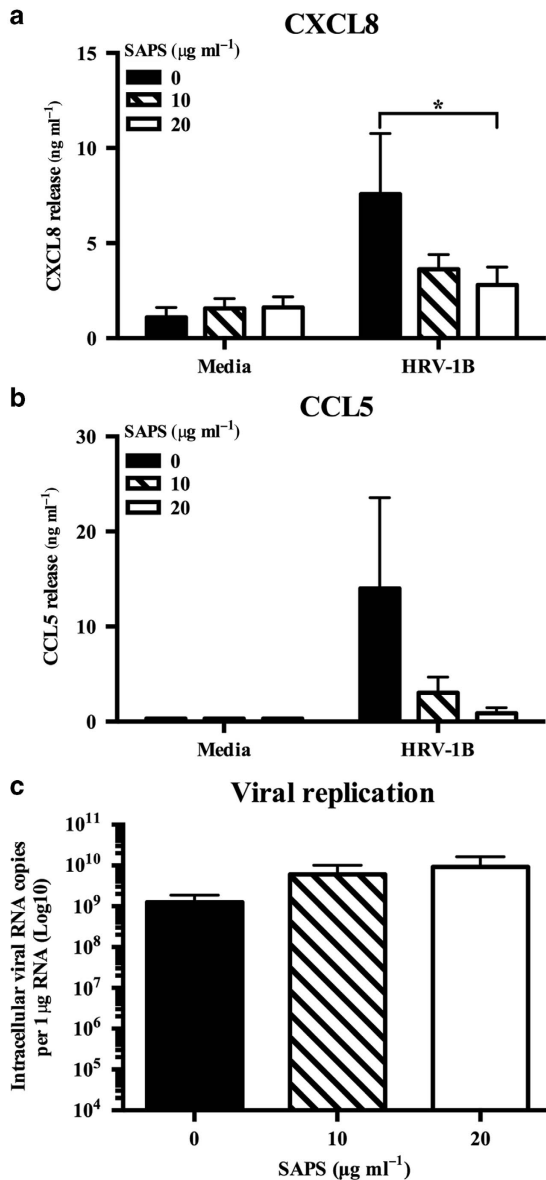 a
CXCL8
SAPS (µg ml⁻¹)
0
10
20
15
10
5
0
CXCL8 release (ng ml⁻¹)
*
Media
HRV-1B
b
CCL5
SAPS (µg ml⁻¹)
0
10
20
30
20
10
0
CCL5 release (ng ml⁻¹)
Media
HRV-1B
c
Viral replication
10¹¹
10¹⁰
10⁹
10⁸
10⁷
10⁶
10⁵
10⁴
Intracellular viral RNA copies
per 1 µg RNA (Log10)
0
10
20
SAPS (µg ml⁻¹)